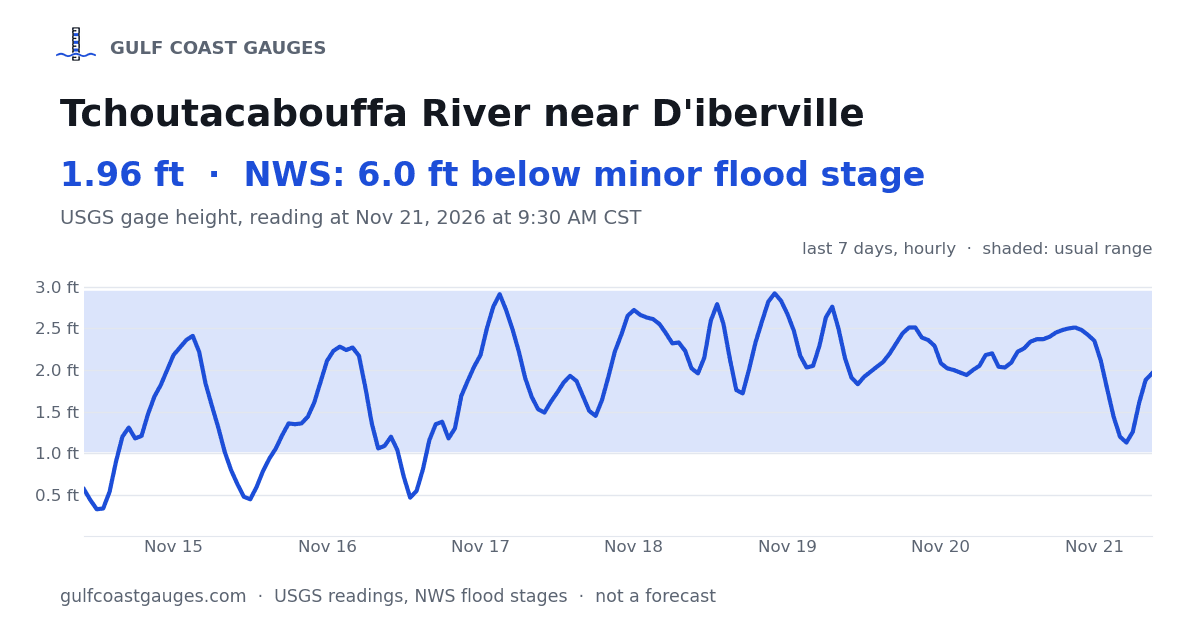 GULF COAST GAUGES
Tchoutacabouffa River near D'iberville
1.96 ft · NWS: 6.0 ft below minor flood stage
USGS gage height, reading at Nov 21, 2026 at 9:30 AM CST
last 7 days, hourly · shaded: usual range
3.0 ft
2.5 ft
2.0 ft
1.5 ft
1.0 ft
0.5 ft
Nov 15 Nov 16 Nov 17 Nov 18 Nov 19 Nov 20 Nov 21
gulfcoastgauges.com · USGS readings, NWS flood stages · not a forecast